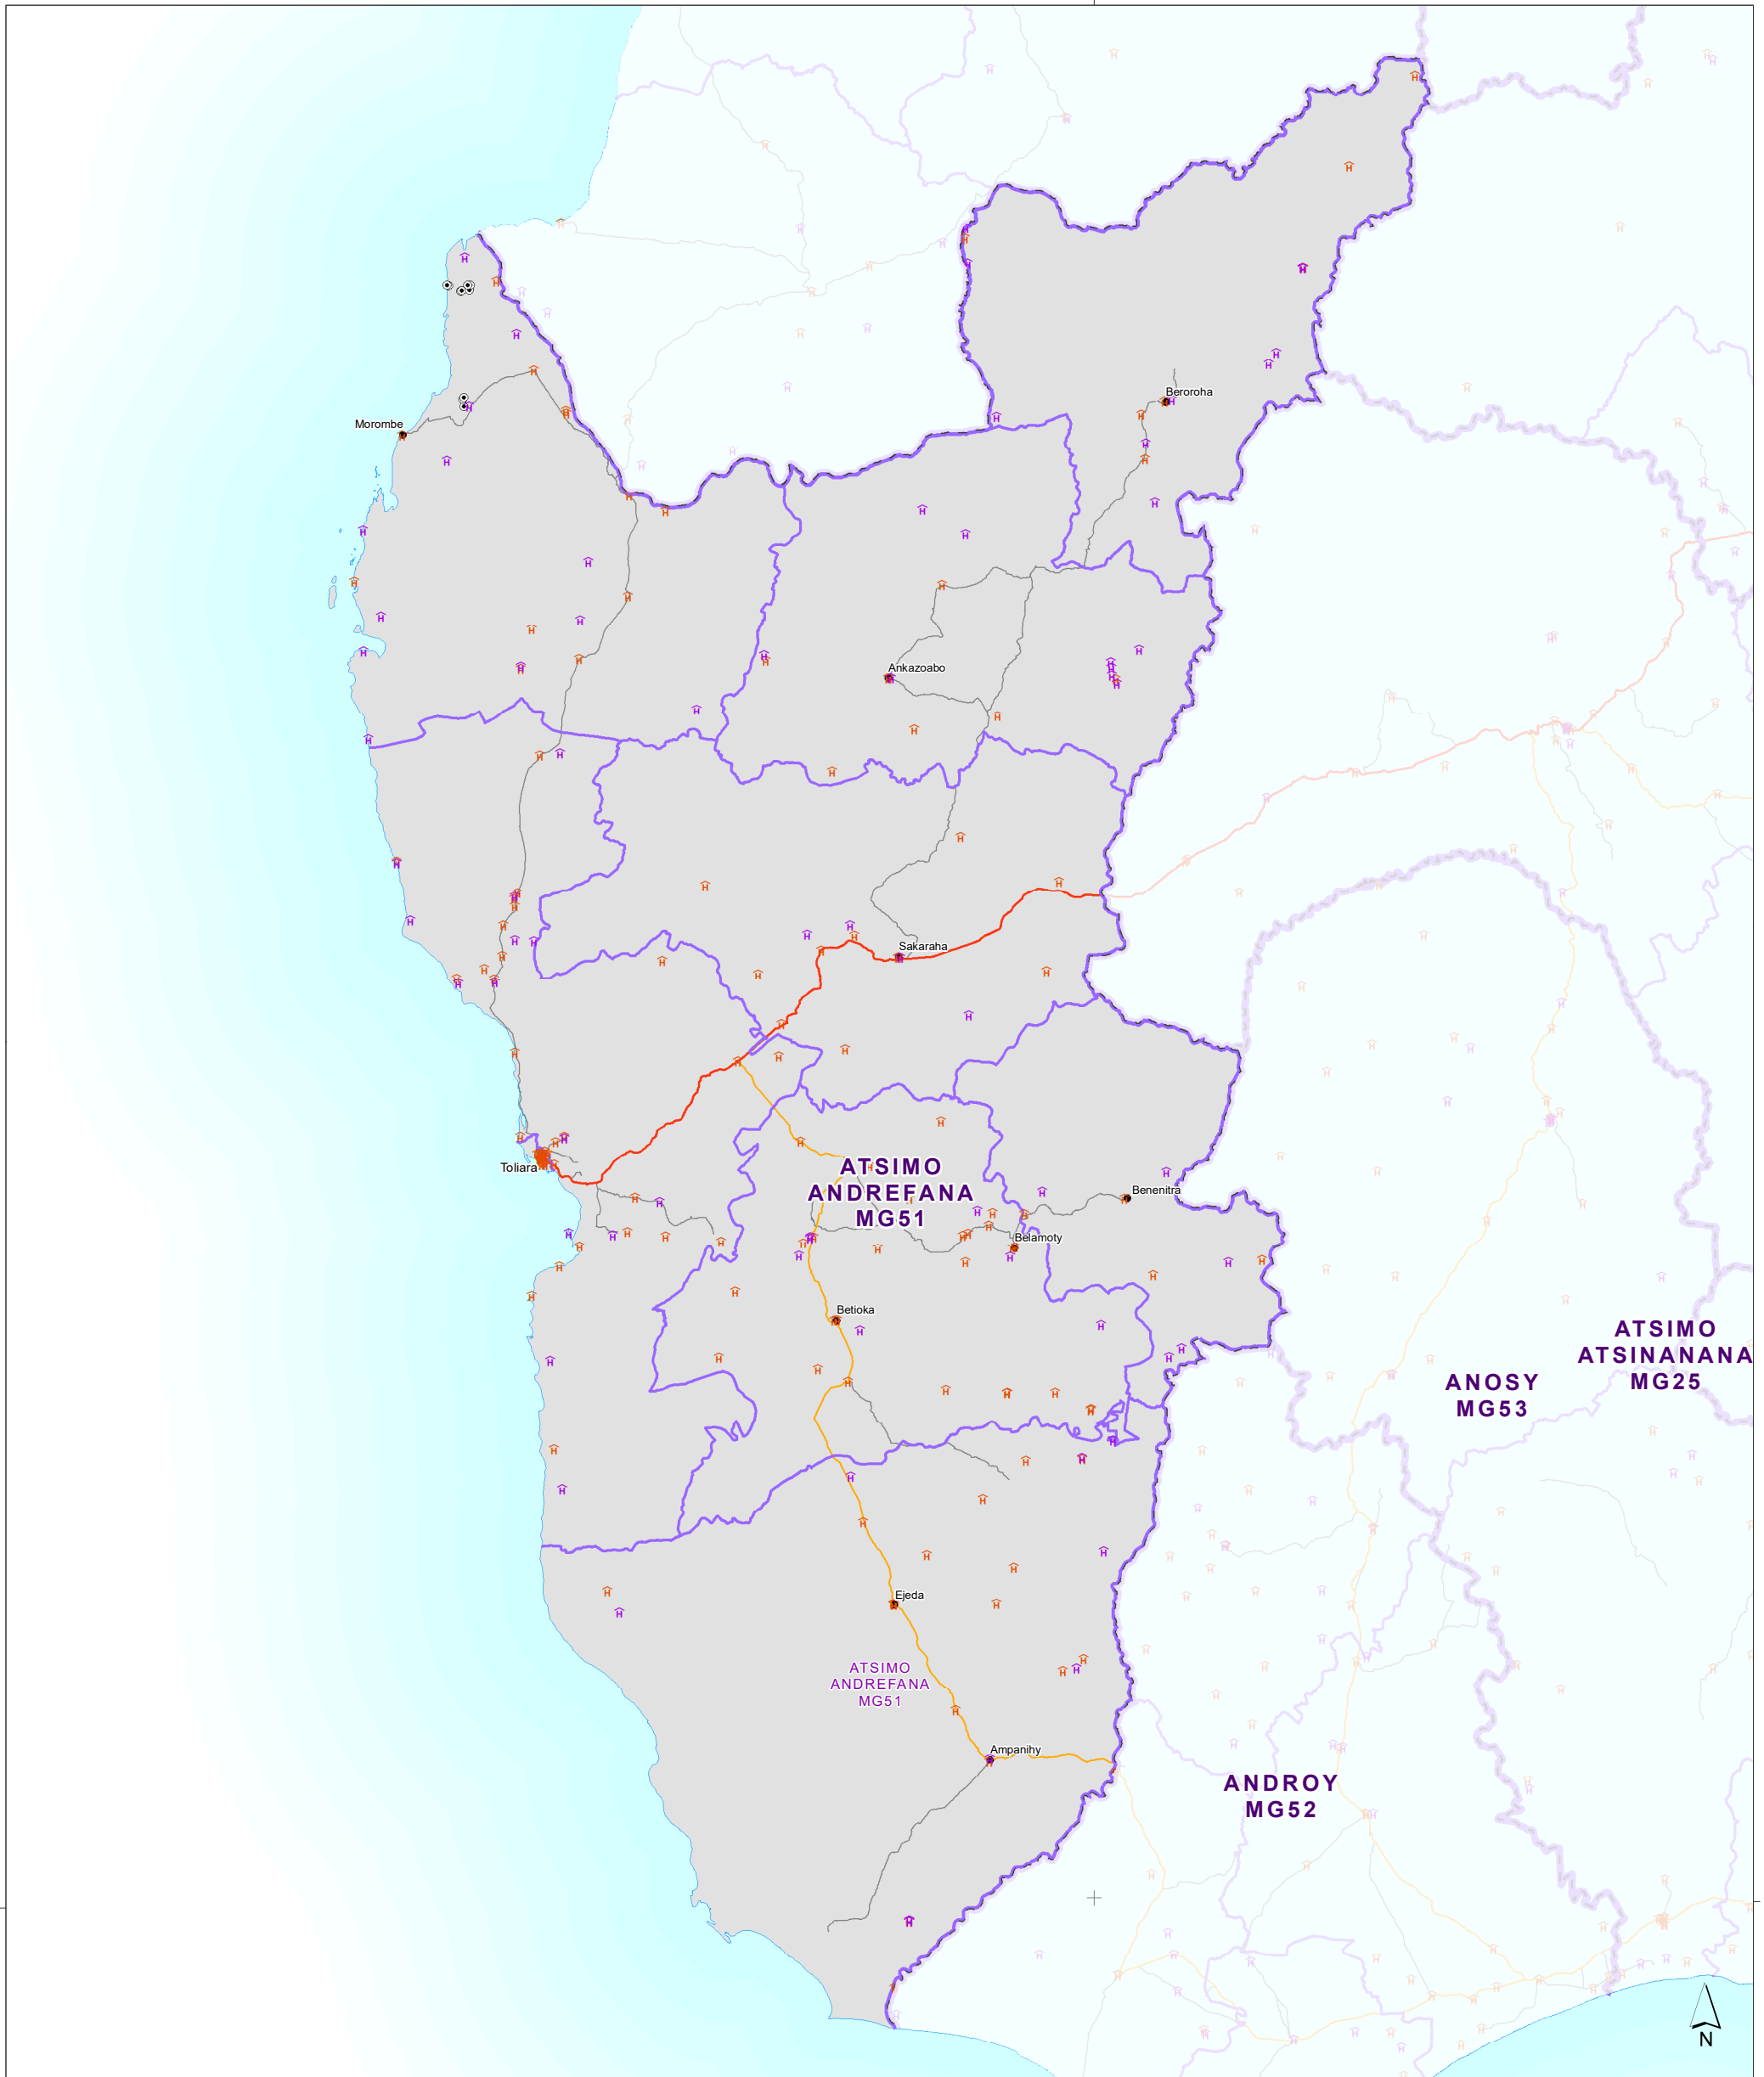 Beroroha
Morombe
Ankazoabo
Sakaraha
Toliara
ATSIMO
ANDREFANA
MG51
Benenitra
Belamoty
Betioka
ATSIMO
ATSINANANA
MG25
ANOSY
MG53
Ejeda
ATSIMO
ANDREFANA
MG51
Ampanihy
ANDROY
MG52
N